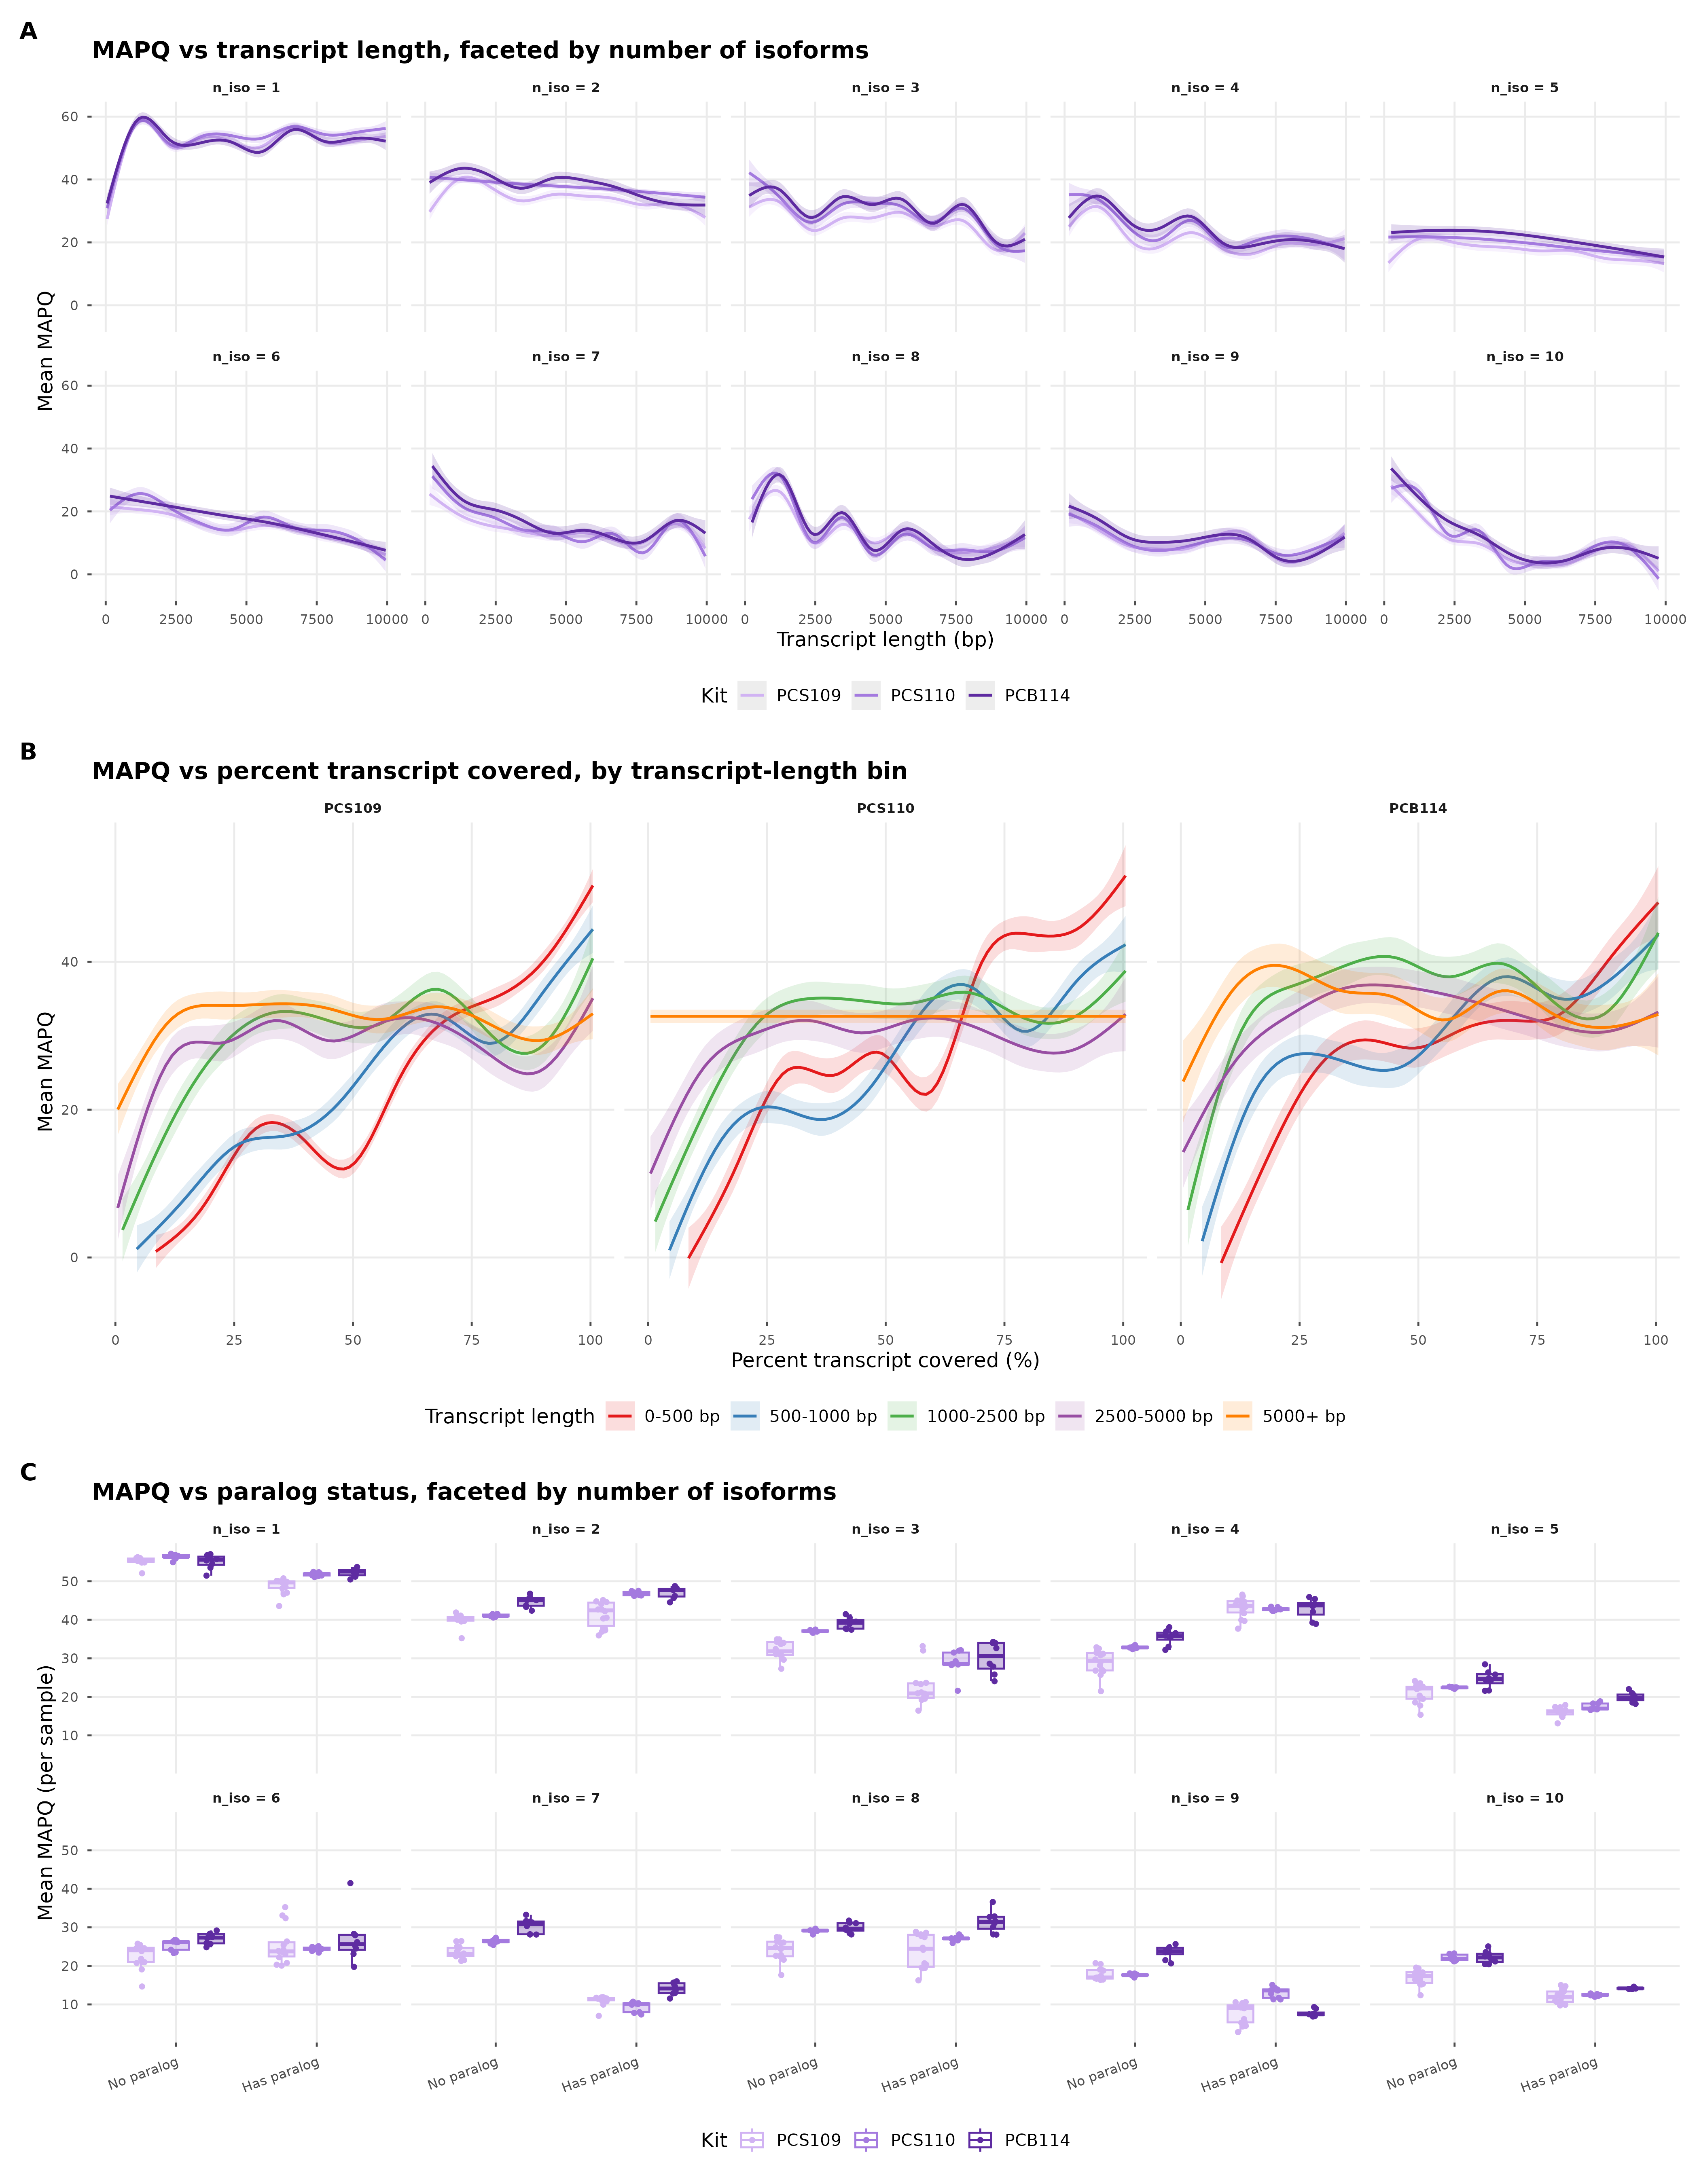 A
MAPQ vs transcript length, faceted by number of isoforms
n_iso = 1 n_iso = 2 n_iso = 3 n_iso = 4 n_iso = 5
60
40
20
0
n_iso = 6 n_iso = 7 n_iso = 8 n_iso = 9 n_iso = 10
60
40
20
0
Mean MAPQ
0 2500 5000 7500 10000 0 2500 5000 7500 10000 0 2500 5000 7500 10000 0 2500 5000 7500 10000 0 2500 5000 7500 10000
Transcript length (bp)
Kit PCS109 PCS110 PCB114
B
MAPQ vs percent transcript covered, by transcript-length bin
PCS109 PCS110 PCB114
40
20
0
Mean MAPQ
0 25 50 75 100 0 25 50 75 100 0 25 50 75 100
Percent transcript covered (%)
Transcript length 0-500 bp 500-1000 bp 1000-2500 bp 2500-5000 bp 5000+ bp
C
MAPQ vs paralog status, faceted by number of isoforms
n_iso = 1 n_iso = 2 n_iso = 3 n_iso = 4 n_iso = 5
50
40
30
20
10
n_iso = 6 n_iso = 7 n_iso = 8 n_iso = 9 n_iso = 10
50
40
30
20
10
Mean MAPQ (per sample)
No paralog Has paralog No paralog Has paralog No paralog Has paralog No paralog Has paralog No paralog Has paralog
Kit PCS109 PCS110 PCB114